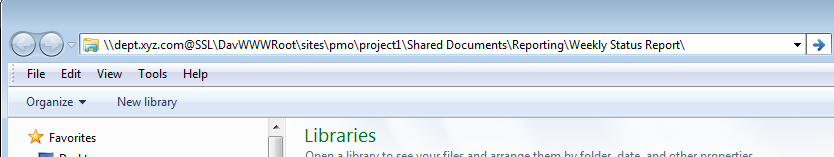 \\dept.xyz.com@SSL\DavWWWRoot\sites\pmo\project1\Shared Documents\Reporting\Weekly Status Report\
File Edit View Tools Help
Organize New library
Favorites
Libraries
Open a library to see your files and arrange them by folder, date, and other properties.